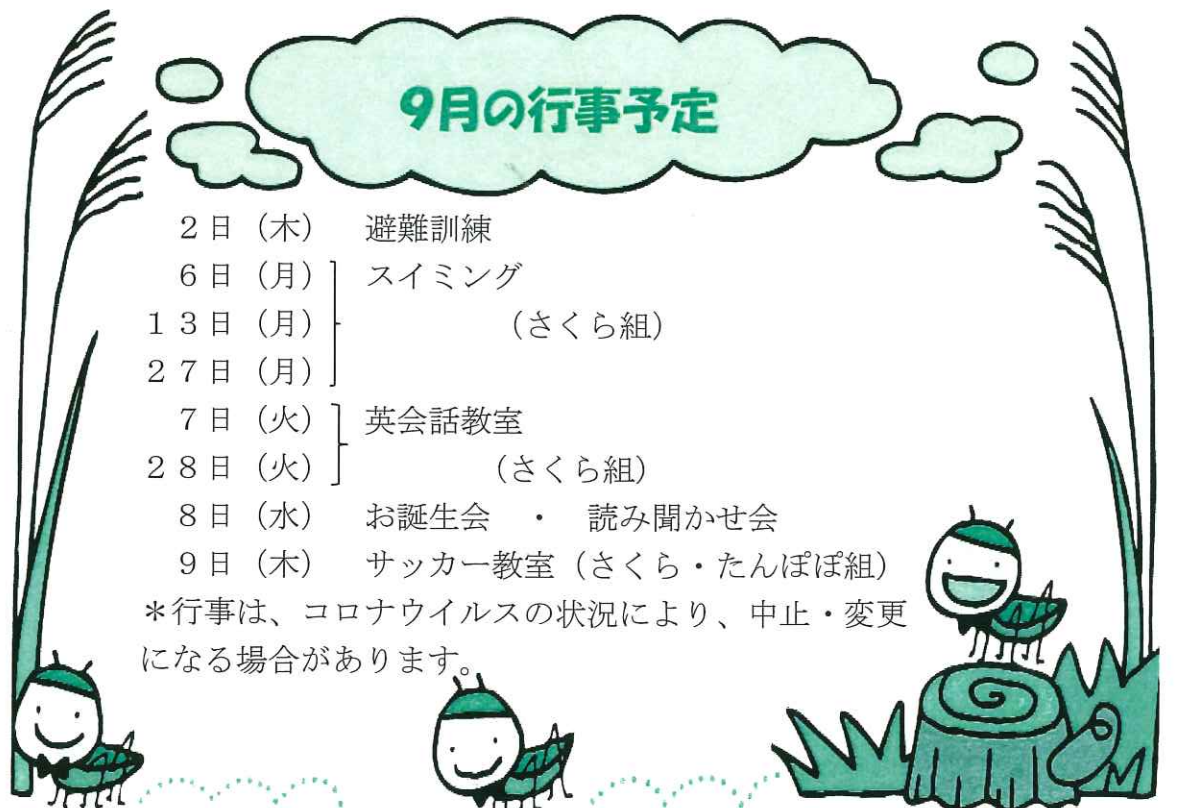 9月の行事予定
2日（木） 避難訓練
6日（月） スイミング
13日（月） （さくら組）
27日（月）
7日（火） 英会話教室
28日（火） （さくら組）
8日（水） お誕生会 ・ 読み聞かせ会
9日（木） サッカー教室（さくら・たんぽぽ組）
＊行事は、コロナウイルスの状況により、中止・変更
になる場合があります。